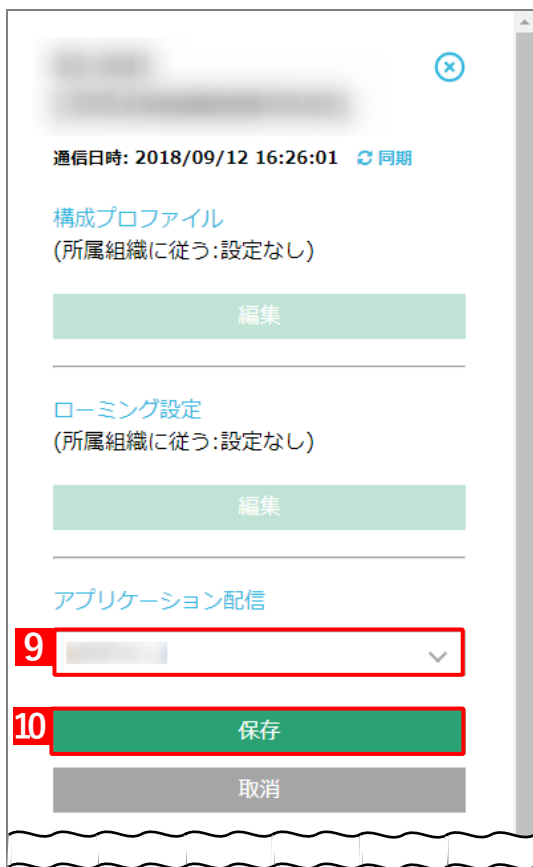 通信日時: 2018/09/12 16:26:01 同期
構成プロファイル
(所属組織に従う:設定なし)
編集
ローミング設定
(所属組織に従う:設定なし)
編集
アプリケーション配信
9
10
保存
取消